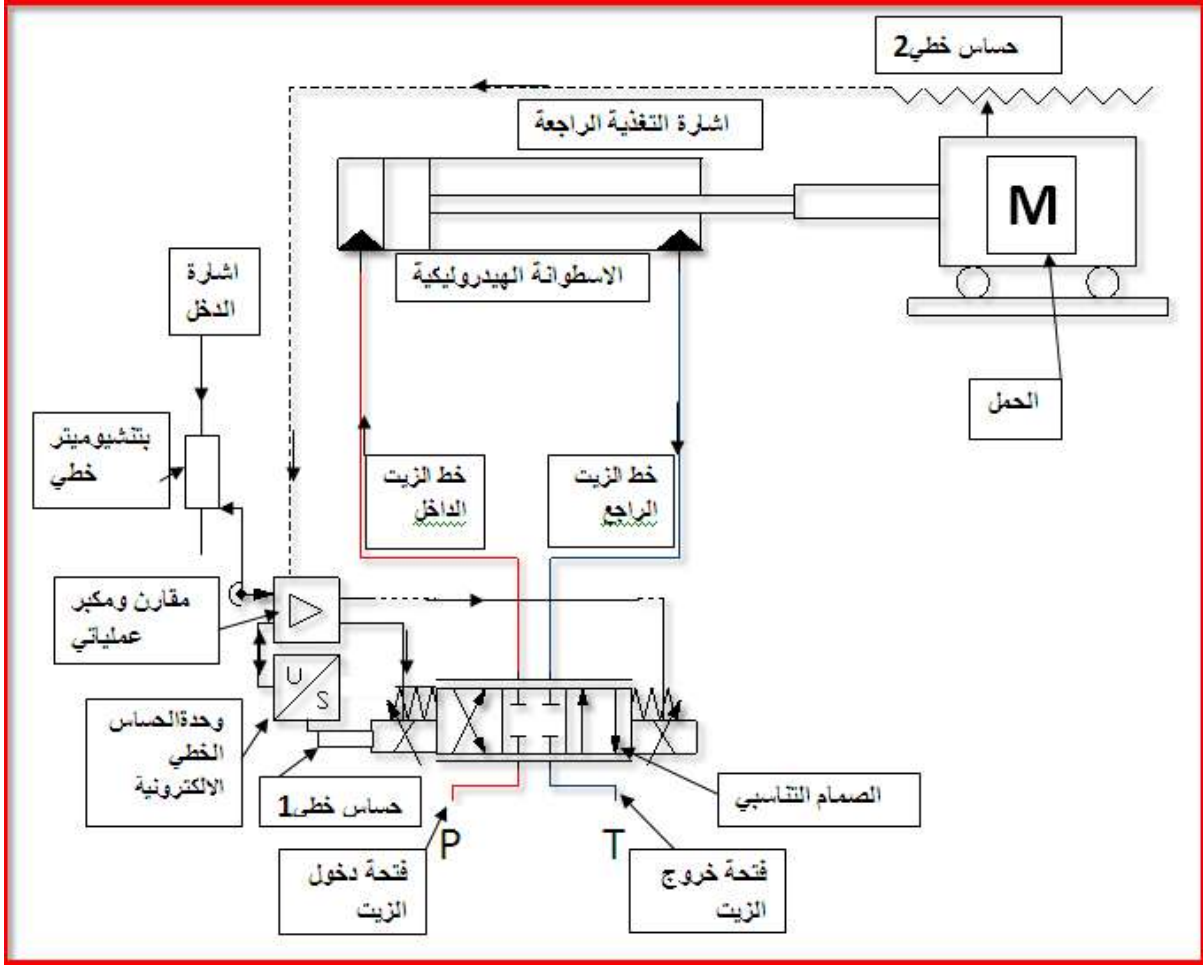 حساس خطي2
اشارة التغذية الراجعة
M
الاسطوانة الهيدروليكية
اشارة
الدخل
الحمل
بتنشيوميتر
خطي
خط الزيت
الداخل
خط الزيت
الراجع
مقارن ومكبر
عملياتي
U
S
وحدةالحساس
الخطي
الالكترونية
حساس خطي1
الصمام التناسبي
P
T
فتحة دخول
الزيت
فتحة خروج
الزيت